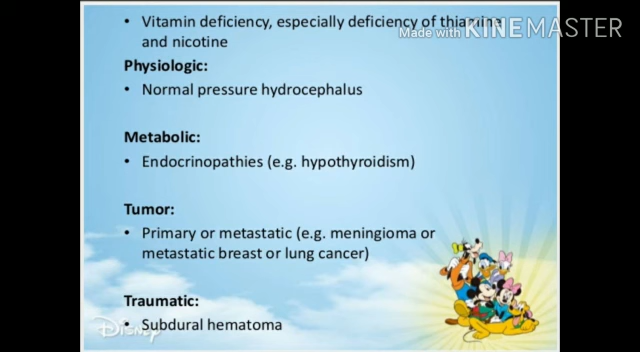 • Vitamin deficiency, especially deficiency of thiamine
and nicotine
Made with KINEMASTER
Physiologic:
• Normal pressure hydrocephalus
Metabolic:
• Endocrinopathies (e.g. hypothyroidism)
Tumor:
• Primary or metastatic (e.g. meningioma or
metastatic breast or lung cancer)
Traumatic:
• Subdural hematoma
DISNEY